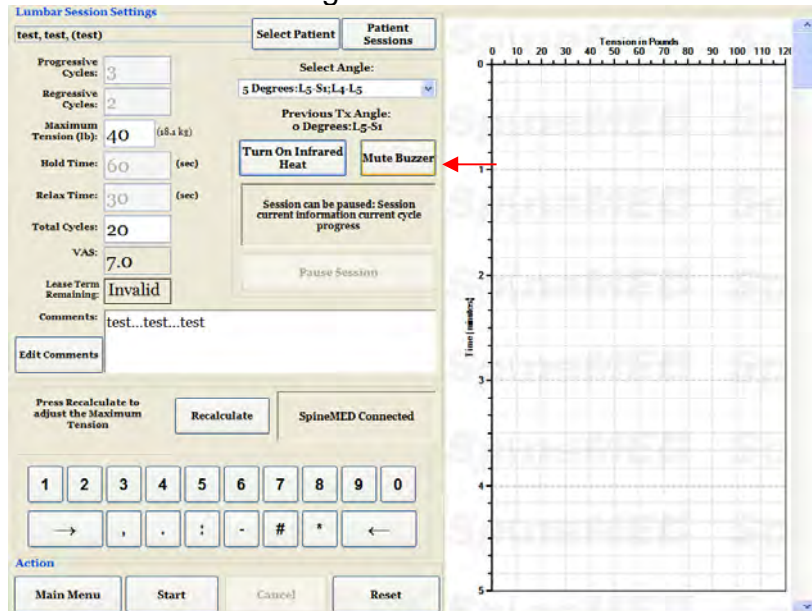 Lumbar Session Settings
test, test, (test)
Select Patient
Patient
Sessions
Progressive
Cycles:
3
Regressive
Cycles:
2
Maximum
Tension (lb):
40
(18.1 kg)
Hold Time:
60
(sec)
Relax Time:
30
(sec)
Total Cycles:
20
VAS:
7.0
Lease Term
Remaining:
Invalid
Comments:
test...test...test
Edit Comments
Select Angle:
5 Degrees:L5-S1;L4-L5
Previous Tx Angle:
0 Degrees:L5-S1
Turn On Infrared
Heat
Mute Buzzer
Session can be paused: Session
current information current cycle
progress
Pause Session
Press Recalculate to
adjust the Maximum
Tension
Recalculate
SpineMED Connected
1 2 3 4 5 6 7 8 9 0
→ , . : - # * ←
Action
Main Menu
Start
Cancel
Reset
Tension in Pounds
0 10 20 30 40 50 60 70 80 90 100 110 120
Time (minutes)
0
1
2
3
4
5